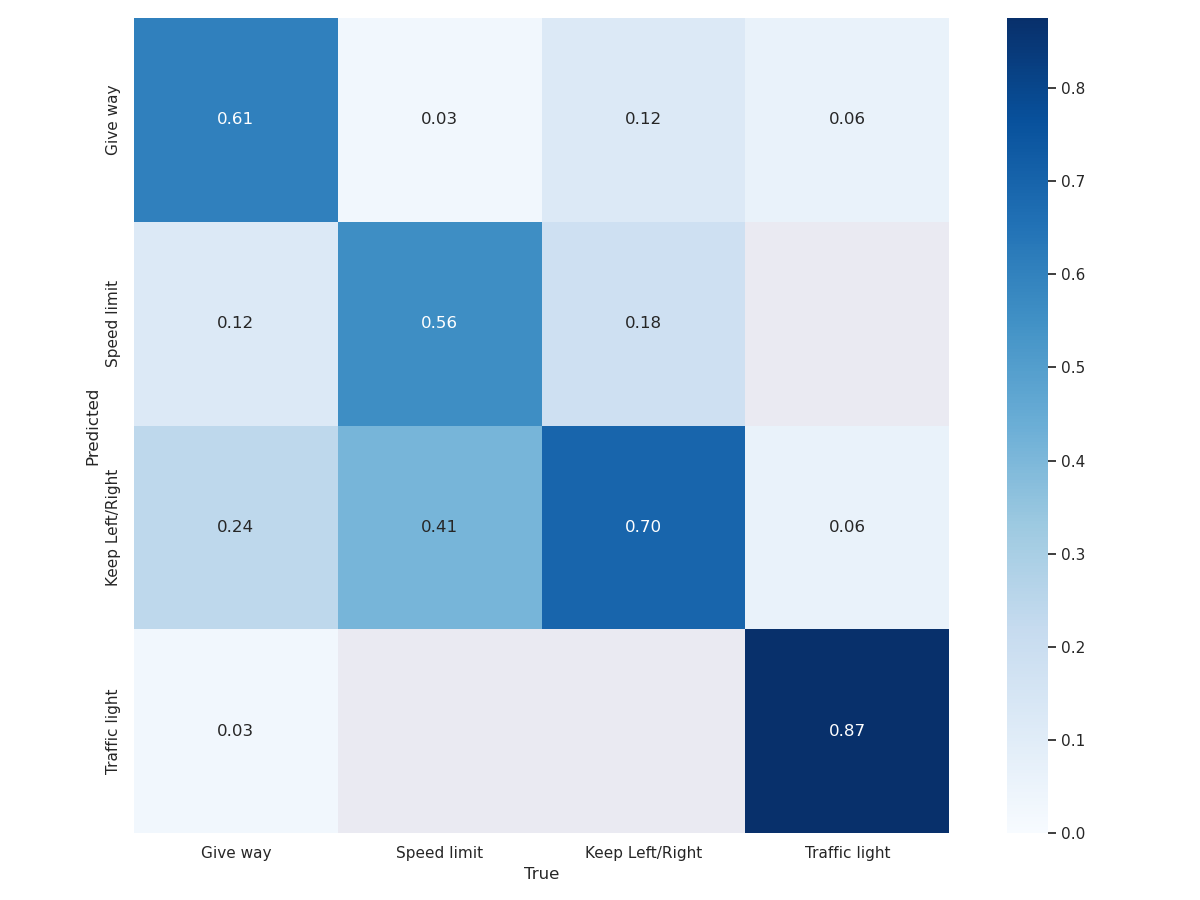 Predicted
Give way
0.61
0.03
0.12
0.06
Speed limit
0.12
0.56
0.18
Keep Left/Right
0.24
0.41
0.70
0.06
Traffic light
0.03
0.87
Give way
Speed limit
Keep Left/Right
Traffic light
True
0.8
0.7
0.6
0.5
0.4
0.3
0.2
0.1
0.0